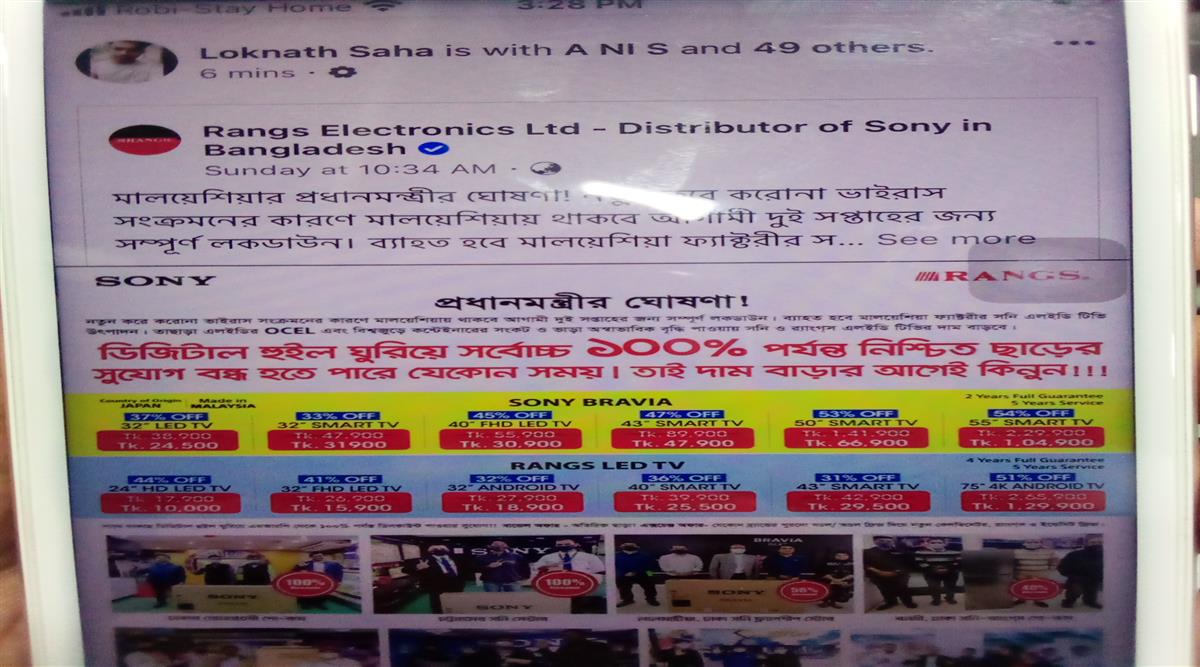 Robi-Stay Home 3:28 PM
Loknath Saha is with A NI S and 49 others.
6 mins ·
RANGS
Rangs Electronics Ltd - Distributor of Sony in
Bangladesh
Sunday at 10:34 AM ·
মালয়েশিয়ার প্রধানমন্ত্রীর ঘোষণা! করোনা ভাইরাস
সংক্রমনের কারণে মালয়েশিয়ায় থাকবে আগামী দুই সপ্তাহের জন্য
সম্পূর্ণ লকডাউন। ব্যাহত হবে মালয়েশিয়া ফ্যাক্টরীর স... See more
SONY RANGS
প্রধানমন্ত্রীর ঘোষণা!
নতুন করে করোনা ভাইরাস সংক্রমনের কারণে মালয়েশিয়ায় থাকবে আগামী দুই সপ্তাহের জন্য সম্পূর্ণ লকডাউন। ব্যাহত হবে মালয়েশিয়া ফ্যাক্টরীর সনি এলইডি টিভি
উৎপাদন। তাছাড়া এলইডির OCEL এবং বিশ্বজুড়ে কন্টেইনারের সংকট ও ভাড়া অস্বাভাবিক বৃদ্ধি পাওয়ায় সনি ও র‍্যাংগস এলইডি টিভির দাম বাড়বে।
ডিজিটাল হুইল ঘুরিয়ে সর্বোচ্চ ১০০% পর্যন্ত নিশ্চিত ছাড়ের
সুযোগ বন্ধ হতে পারে যেকোন সময়। তাই দাম বাড়ার আগেই কিনুন!!!
Country of Origin JAPAN Made in MALAYSIA SONY BRAVIA 2 Years Full Guarantee
5 Years Service
37% OFF 33% OFF 45% OFF 47% OFF 53% OFF 54% OFF
32" LED TV 32" SMART TV 40" FHD LED TV 43" SMART TV 50" SMART TV 55" SMART TV
Tk. 38,900 Tk. 47,900 Tk. 55,900 Tk. 89,900 Tk. 1,41,900
Tk. 24,500 Tk. 31,900 Tk. 30,900 Tk. 47,900 Tk. 66,900 Tk. 1,04,900
RANGS LED TV 4 Years Full Guarantee
5 Years Service
44% OFF 41% OFF 32% OFF 36% OFF 31% OFF 51% OFF
24" HD LED TV 32" FHD LED TV 32" ANDROID TV 40" SMART TV 43" SMART TV 75" 4K ANDROID TV
Tk. 17,900 Tk. 26,900 Tk. 27,900 Tk. 39,900 Tk. 42,900 Tk. 2,65,900
Tk. 10,000 Tk. 15,900 Tk. 18,900 Tk. 25,500 Tk. 29,500 Tk. 1,29,900
SONY BRAVIA
100% 100%
SONY SONY SONY